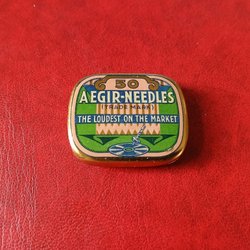 50
AEGIR-NEEDLES
(TRADE MARK)
THE LOUDEST ON THE MARKET